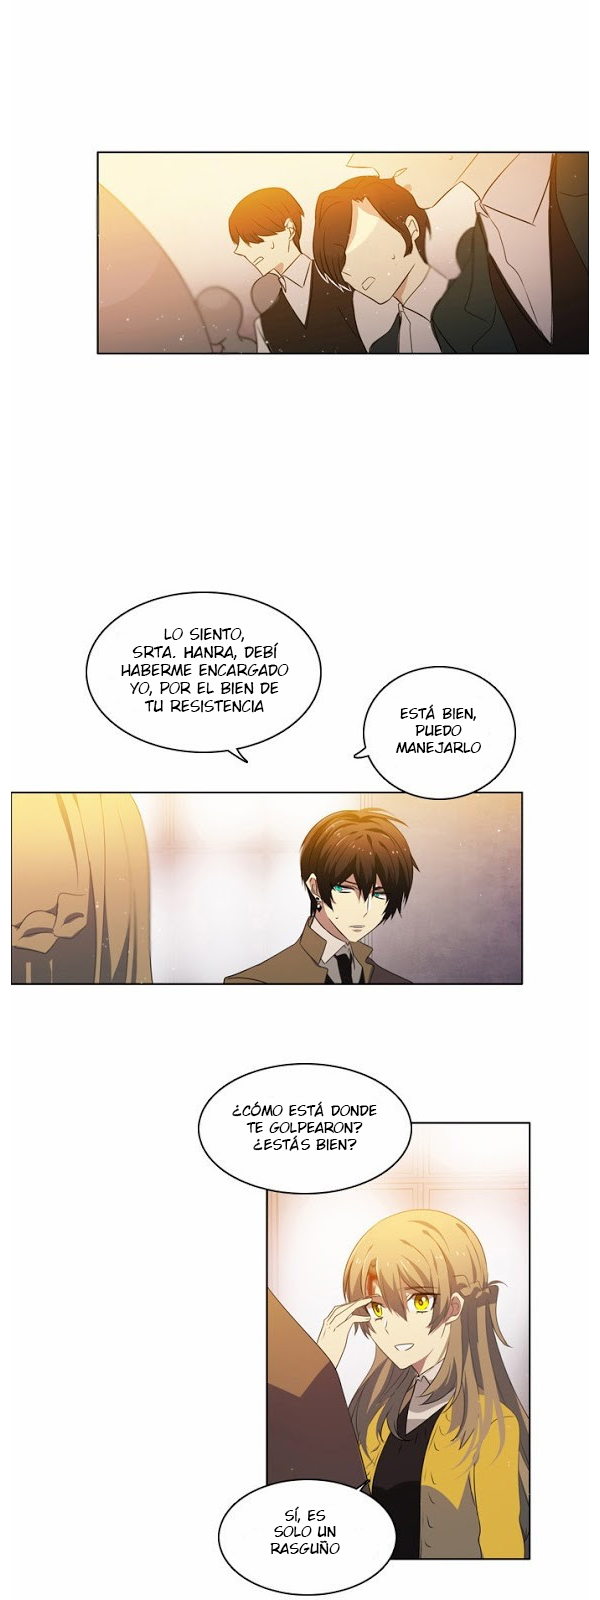 LO SIENTO,
SRTA. HANRA, DEBÍ
HABERME ENCARGADO
YO, POR EL BIEN DE
TU RESISTENCIA
ESTÁ BIEN,
PUEDO
MANEJARLO
¿CÓMO ESTÁ DONDE
TE GOLPEARON?
¿ESTÁS BIEN?
SÍ, ES
SOLO UN
RASGUÑO